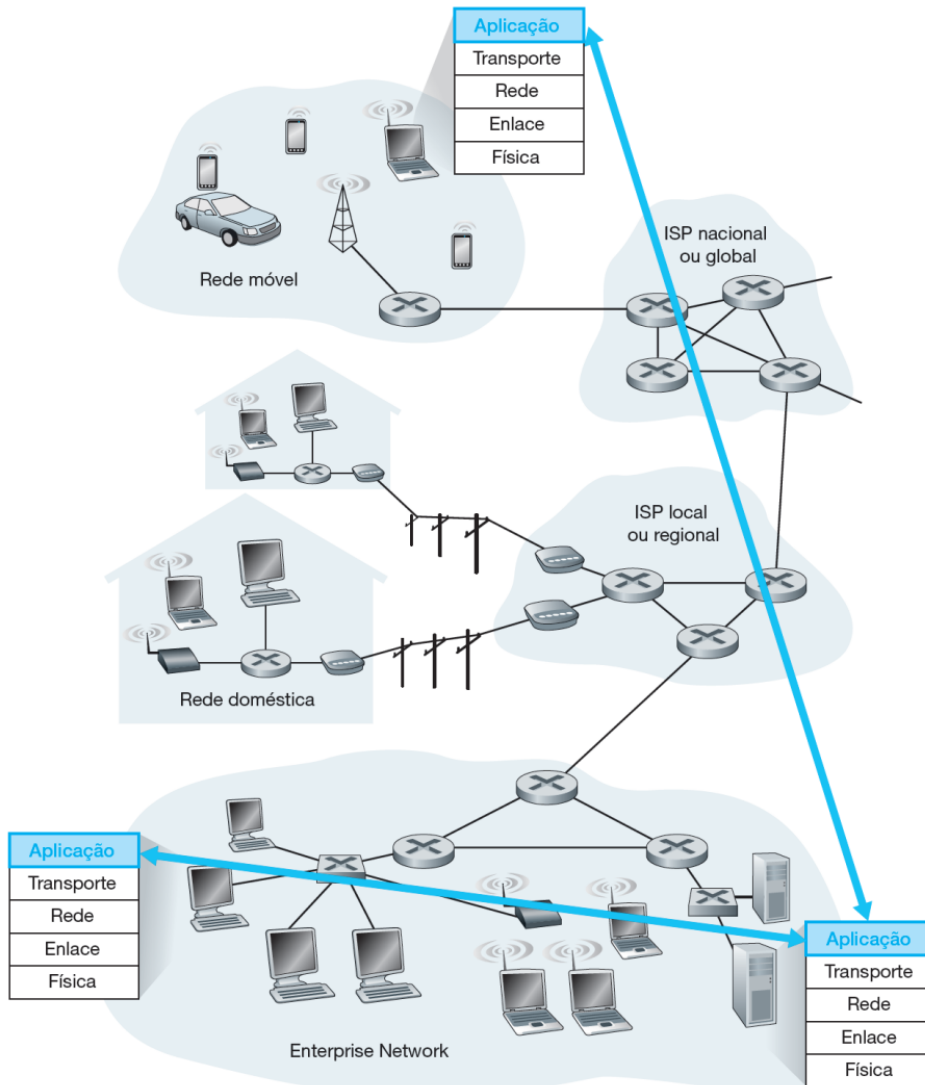 Aplicação
Transporte
Rede
Enlace
Física
Rede móvel
ISP nacional
ou global
ISP local
ou regional
Rede doméstica
Aplicação
Transporte
Rede
Enlace
Física
Aplicação
Transporte
Rede
Enlace
Física
Enterprise Network